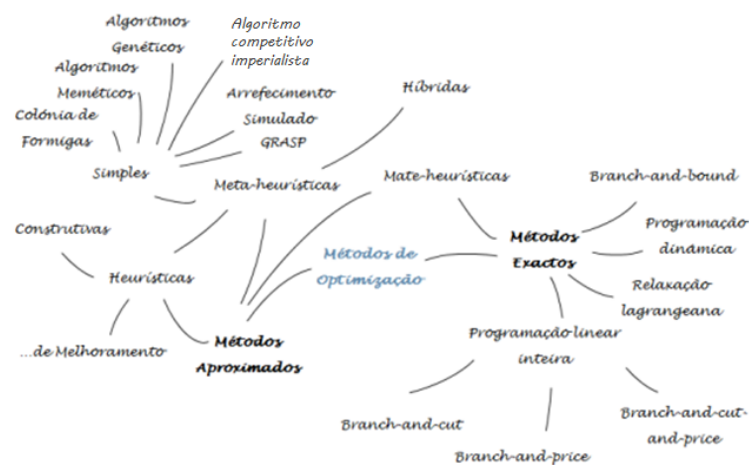 Algoritmos
Genéticos
Algoritmo
competitivo
imperialista
Algoritmos
Meméticos
Colónia de
Formigas
Arrefecimento
Simulado
GRASP
Híbridas
Simples
Meta-heurísticas
Mate-heurísticas
Branch-and-bound
Construtivas
Heurísticas
Métodos de
Optimização
Métodos
Exactos
Programação
dinâmica
Relaxação
lagrangeana
...de Melhoramento
Métodos
Aproximados
Programação linear
inteira
Branch-and-cut
Branch-and-price
Branch-and-cut-
and-price